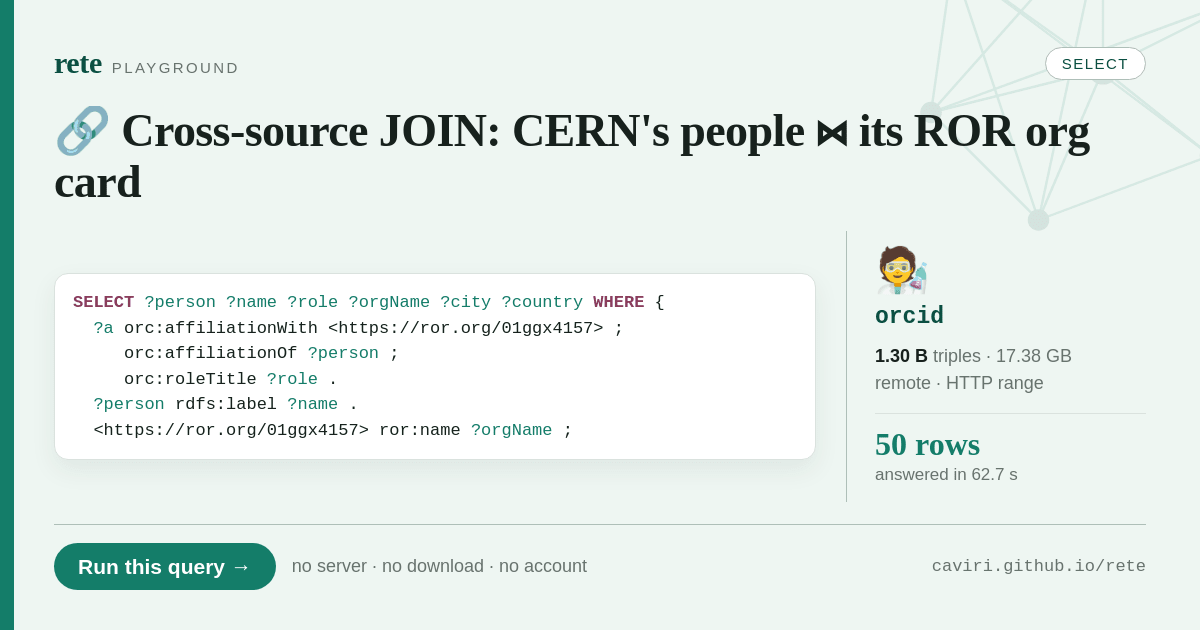 rete PLAYGROUND
SELECT
🔗 Cross-source JOIN: CERN's people ⋈ its ROR org
card
SELECT ?person ?name ?role ?orgName ?city ?country WHERE {
  ?a orc:affiliationWith <https://ror.org/01ggx4157> ;
     orc:affiliationOf ?person ;
     orc:roleTitle ?role .
  ?person rdfs:label ?name .
  <https://ror.org/01ggx4157> ror:name ?orgName ;
orcid
1.30 B triples · 17.38 GB
remote · HTTP range
50 rows
answered in 62.7 s
Run this query →
no server · no download · no account
caviri.github.io/rete